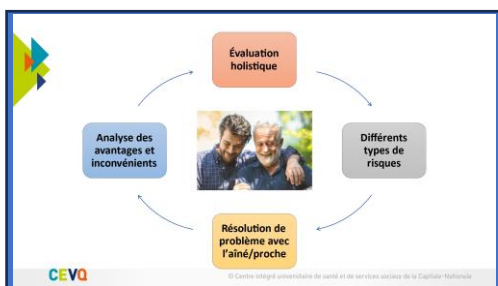 Évaluation
holistique
Analyse des
avantages et
inconvénients
Différents
types de
risques
Résolution de
problème avec
l'aîné/proche
CEVQ
© Centre intégré universitaire de santé et de services sociaux de la Capitale-Nationale